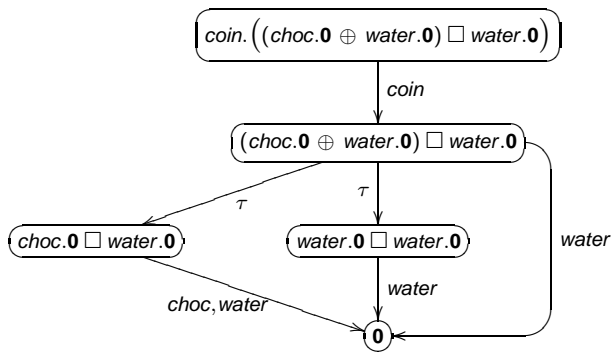 coin.((choc.0 ⊕ water.0) □ water.0)
coin
(choc.0 ⊕ water.0) □ water.0
τ
τ
choc.0 □ water.0
water.0 □ water.0
water
choc,water
water
0